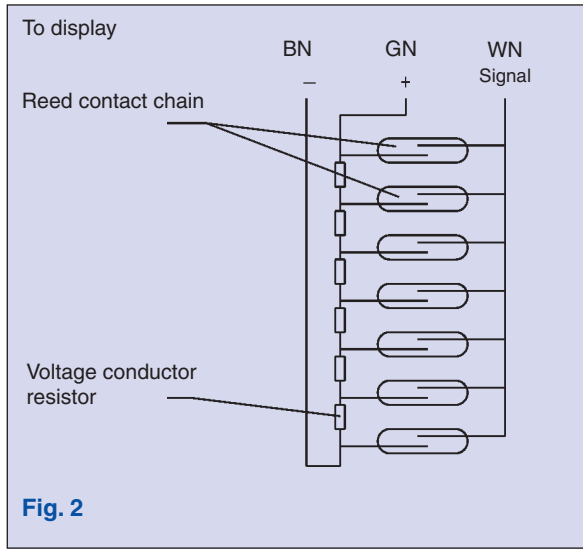 To display
BN GN WN
– + Signal
Reed contact chain
Voltage conductor
resistor
Fig. 2